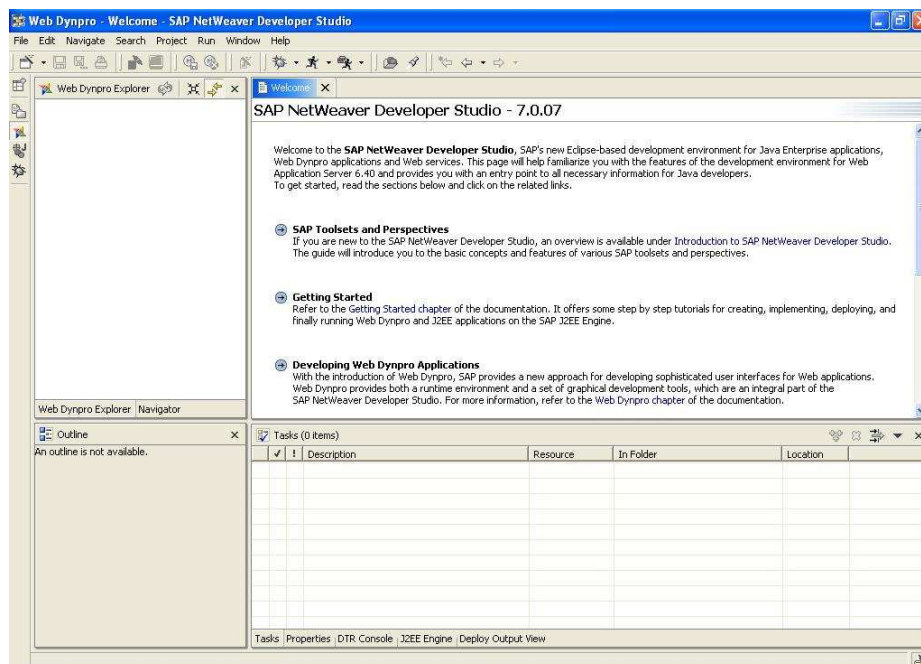 Web Dynpro - Welcome - SAP NetWeaver Developer Studio
File Edit Navigate Search Project Run Window Help
Web Dynpro Explorer
Welcome
SAP NetWeaver Developer Studio - 7.0.07
Welcome to the SAP NetWeaver Developer Studio, SAP's new Eclipse-based development environment for Java Enterprise applications,
Web Dynpro applications and Web services. This page will help familiarize you with the features of the development environment for Web
Application Server 6.40 and provides you with an entry point to all necessary information for Java developers.
To get started, read the sections below and click on the related links.
SAP Toolsets and Perspectives
If you are new to the SAP NetWeaver Developer Studio, an overview is available under Introduction to SAP NetWeaver Developer Studio.
The guide will introduce you to the basic concepts and features of various SAP toolsets and perspectives.
Getting Started
Refer to the Getting Started chapter of the documentation. It offers some step by step tutorials for creating, implementing, deploying, and
finally running Web Dynpro and J2EE applications on the SAP J2EE Engine.
Developing Web Dynpro Applications
With the introduction of Web Dynpro, SAP provides a new approach for developing sophisticated user interfaces for Web applications.
Web Dynpro provides both a runtime environment and a set of graphical development tools, which are an integral part of the
SAP NetWeaver Developer Studio. For more information, refer to the Web Dynpro chapter of the documentation.
Web Dynpro Explorer Navigator
Outline
An outline is not available.
Tasks (0 items)
! Description Resource In Folder Location
Tasks Properties DTR Console J2EE Engine Deploy Output View